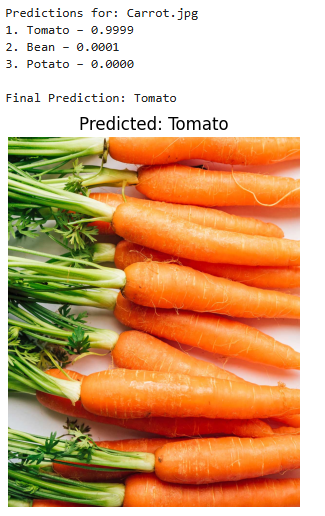 Predictions for: Carrot.jpg
1. Tomato – 0.9999
2. Bean – 0.0001
3. Potato – 0.0000
Final Prediction: Tomato
Predicted: Tomato